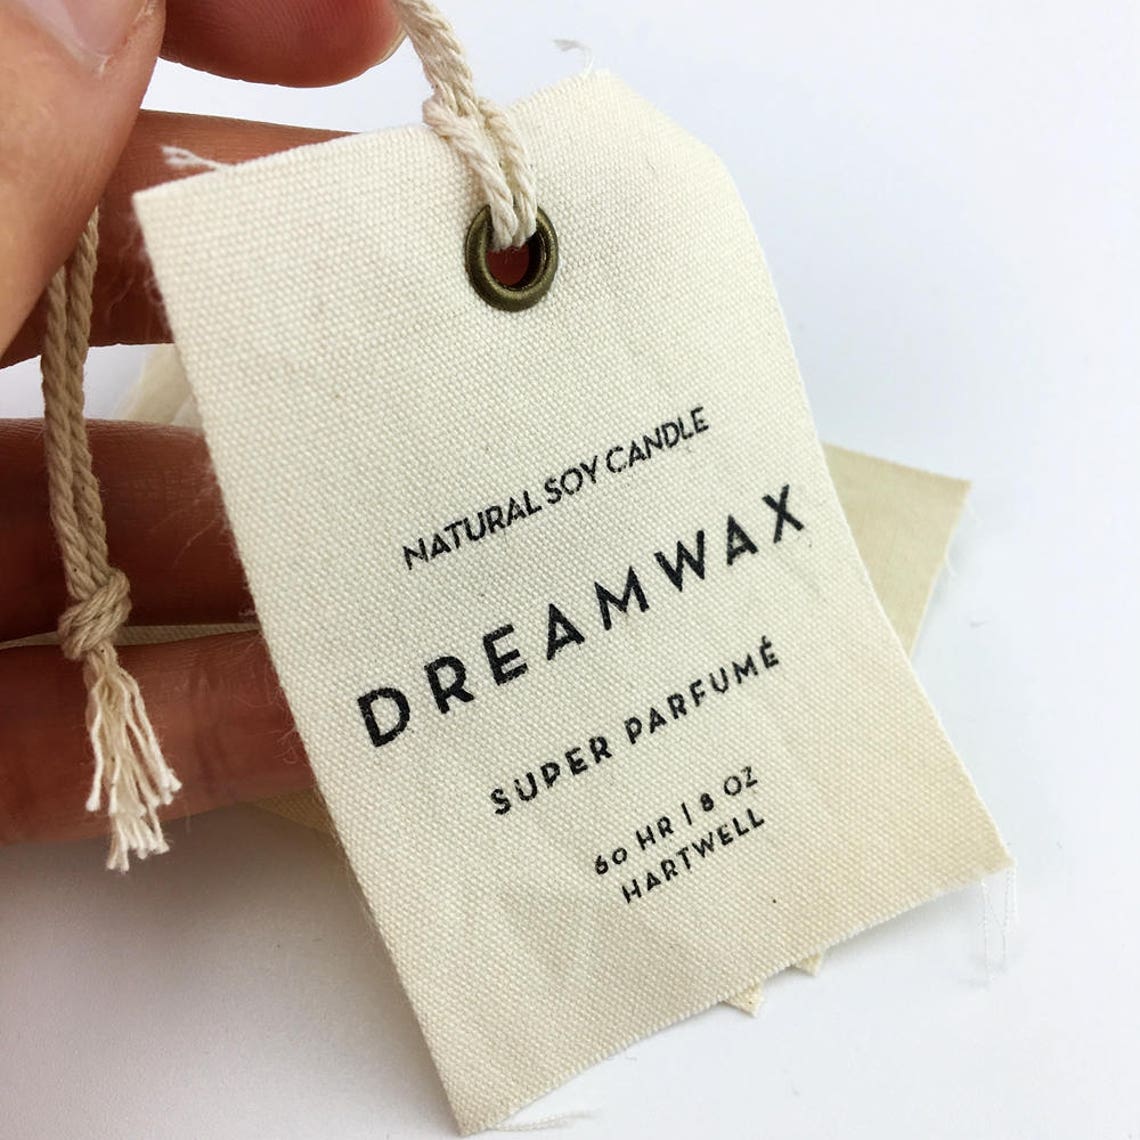 NATURAL SOY CANDLE
DREAMWAX
SUPER PARFUMÉ
60 HR | 8 OZ
HARTWELL